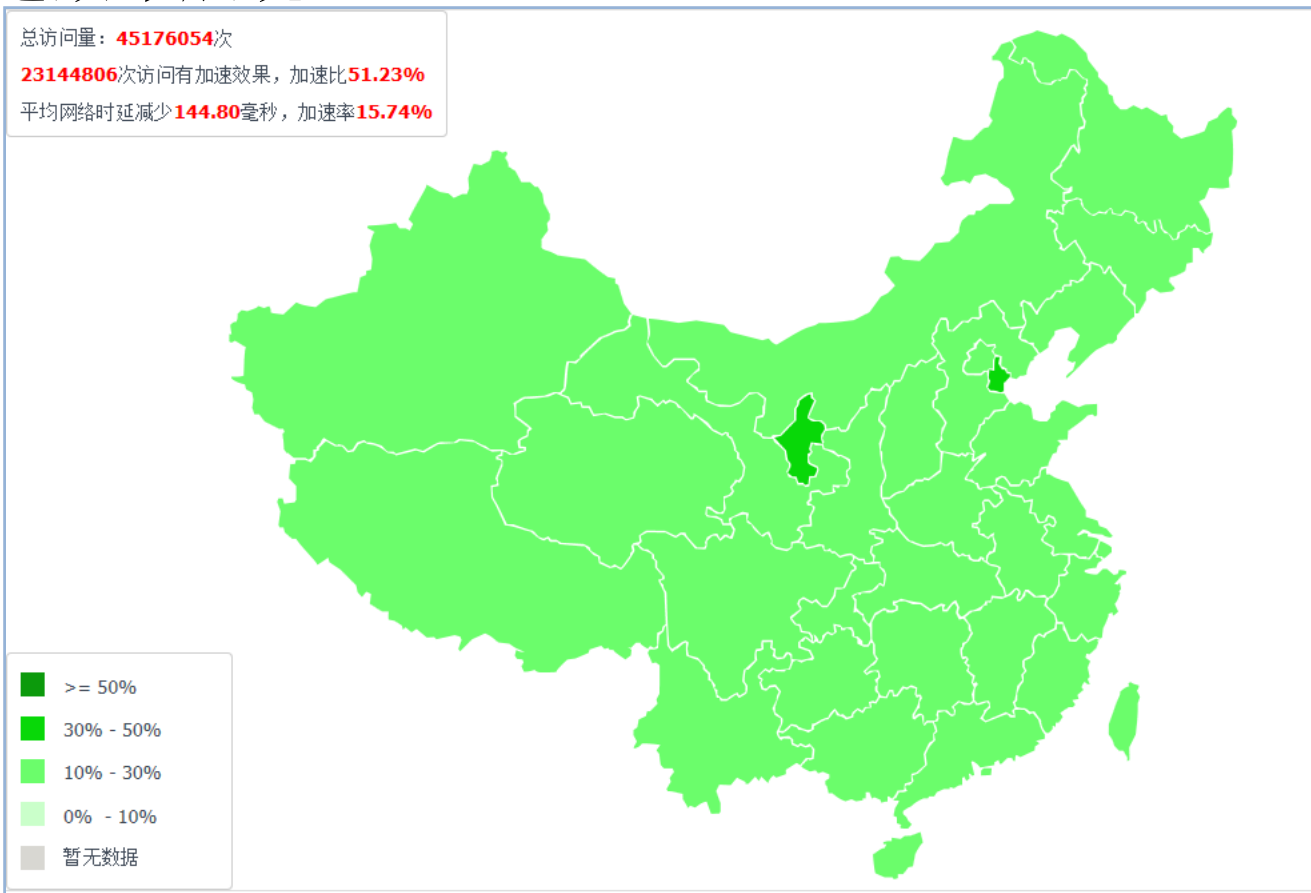 总访问量：45176054次
23144806次访问有加速效果，加速比51.23%
平均网络时延减少144.80毫秒，加速率15.74%
>= 50%
30% - 50%
10% - 30%
0% - 10%
暂无数据